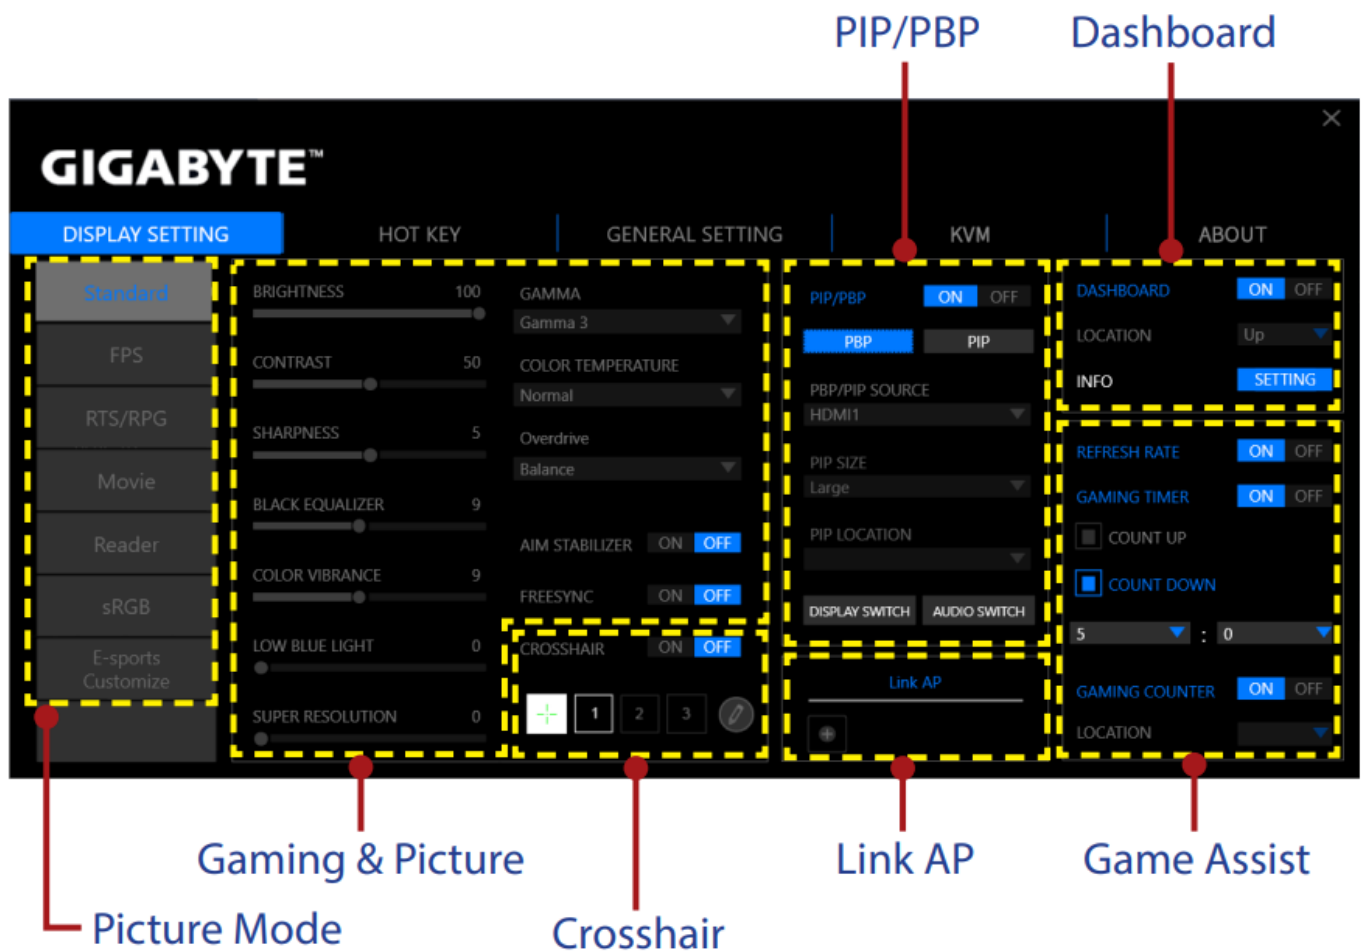 PIP/PBP
Dashboard
GIGABYTE™
DISPLAY SETTING
HOT KEY
GENERAL SETTING
KVM
ABOUT
Standard
FPS
RTS/RPG
Movie
Reader
sRGB
E-sports
Customize
BRIGHTNESS 100
CONTRAST 50
SHARPNESS 5
BLACK EQUALIZER 9
COLOR VIBRANCE 9
LOW BLUE LIGHT 0
SUPER RESOLUTION 0
GAMMA
Gamma 3
COLOR TEMPERATURE
Normal
Overdrive
Balance
AIM STABILIZER ON OFF
FREESYNC ON OFF
CROSSHAIR ON OFF
1 2 3
PIP/PBP ON OFF
PBP PIP
PBP/PIP SOURCE
HDMI1
PIP SIZE
Large
PIP LOCATION
DISPLAY SWITCH AUDIO SWITCH
Link AP
DASHBOARD ON OFF
LOCATION Up
INFO SETTING
REFRESH RATE ON OFF
GAMING TIMER ON OFF
COUNT UP
COUNT DOWN
5 : 0
GAMING COUNTER ON OFF
LOCATION
Gaming & Picture
Link AP
Game Assist
Picture Mode
Crosshair